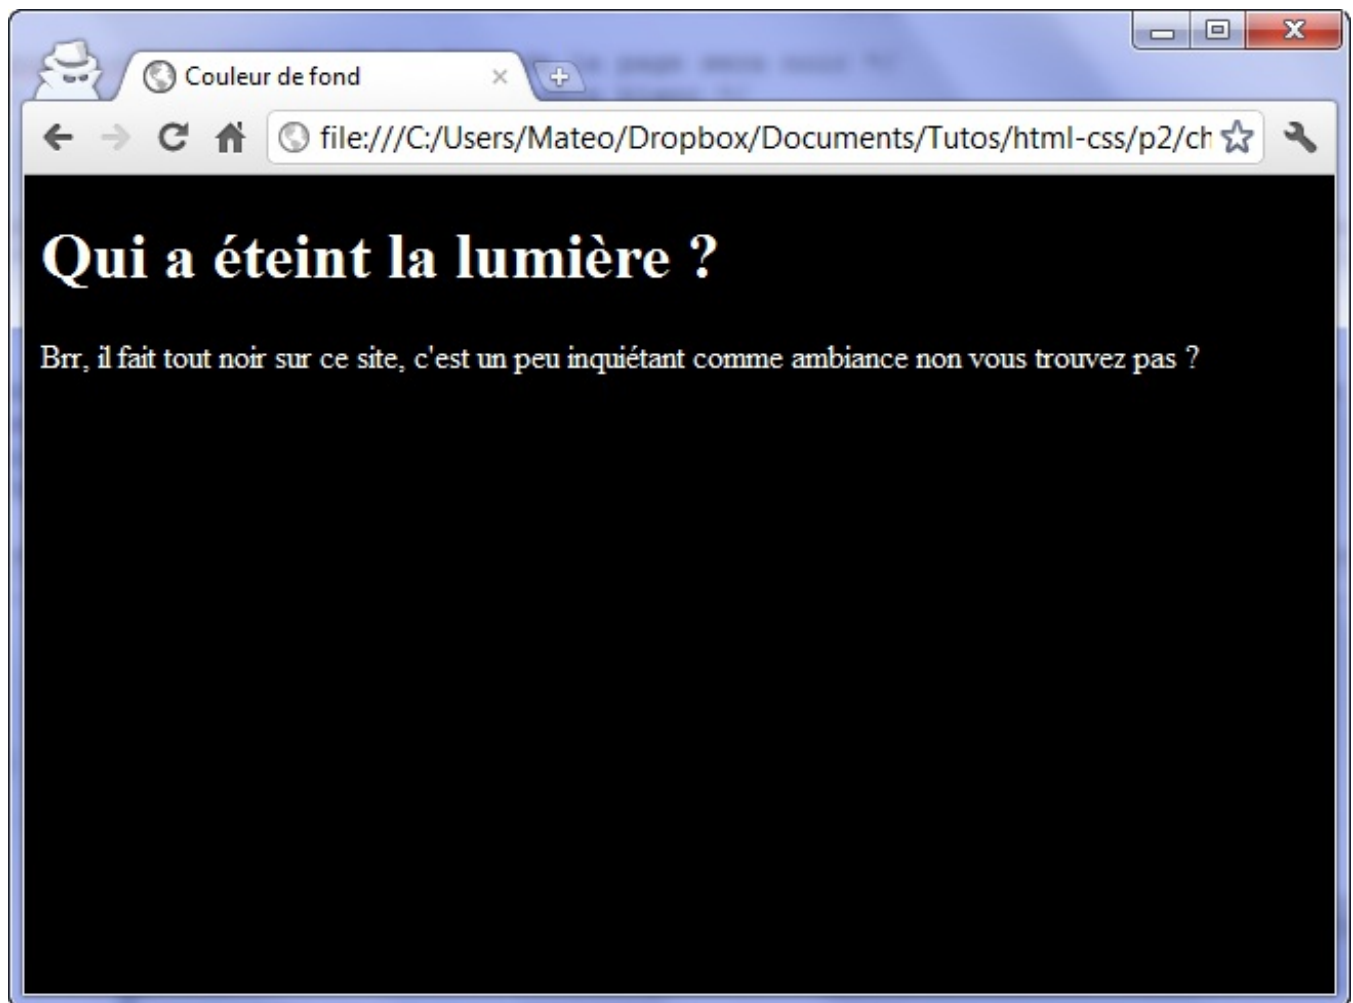 Couleur de fond
file:///C:/Users/Mateo/Dropbox/Documents/Tutos/html-css/p2/ch
Qui a éteint la lumière ?
Brr, il fait tout noir sur ce site, c'est un peu inquiétant comme ambiance non vous trouvez pas ?